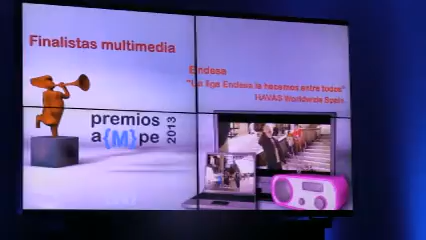 Finalistas multimedia
Endesa
"La liga Endesa la hacemos entre todos"
HAVAS Worldwide Spain
premios
a{M}pe
2013